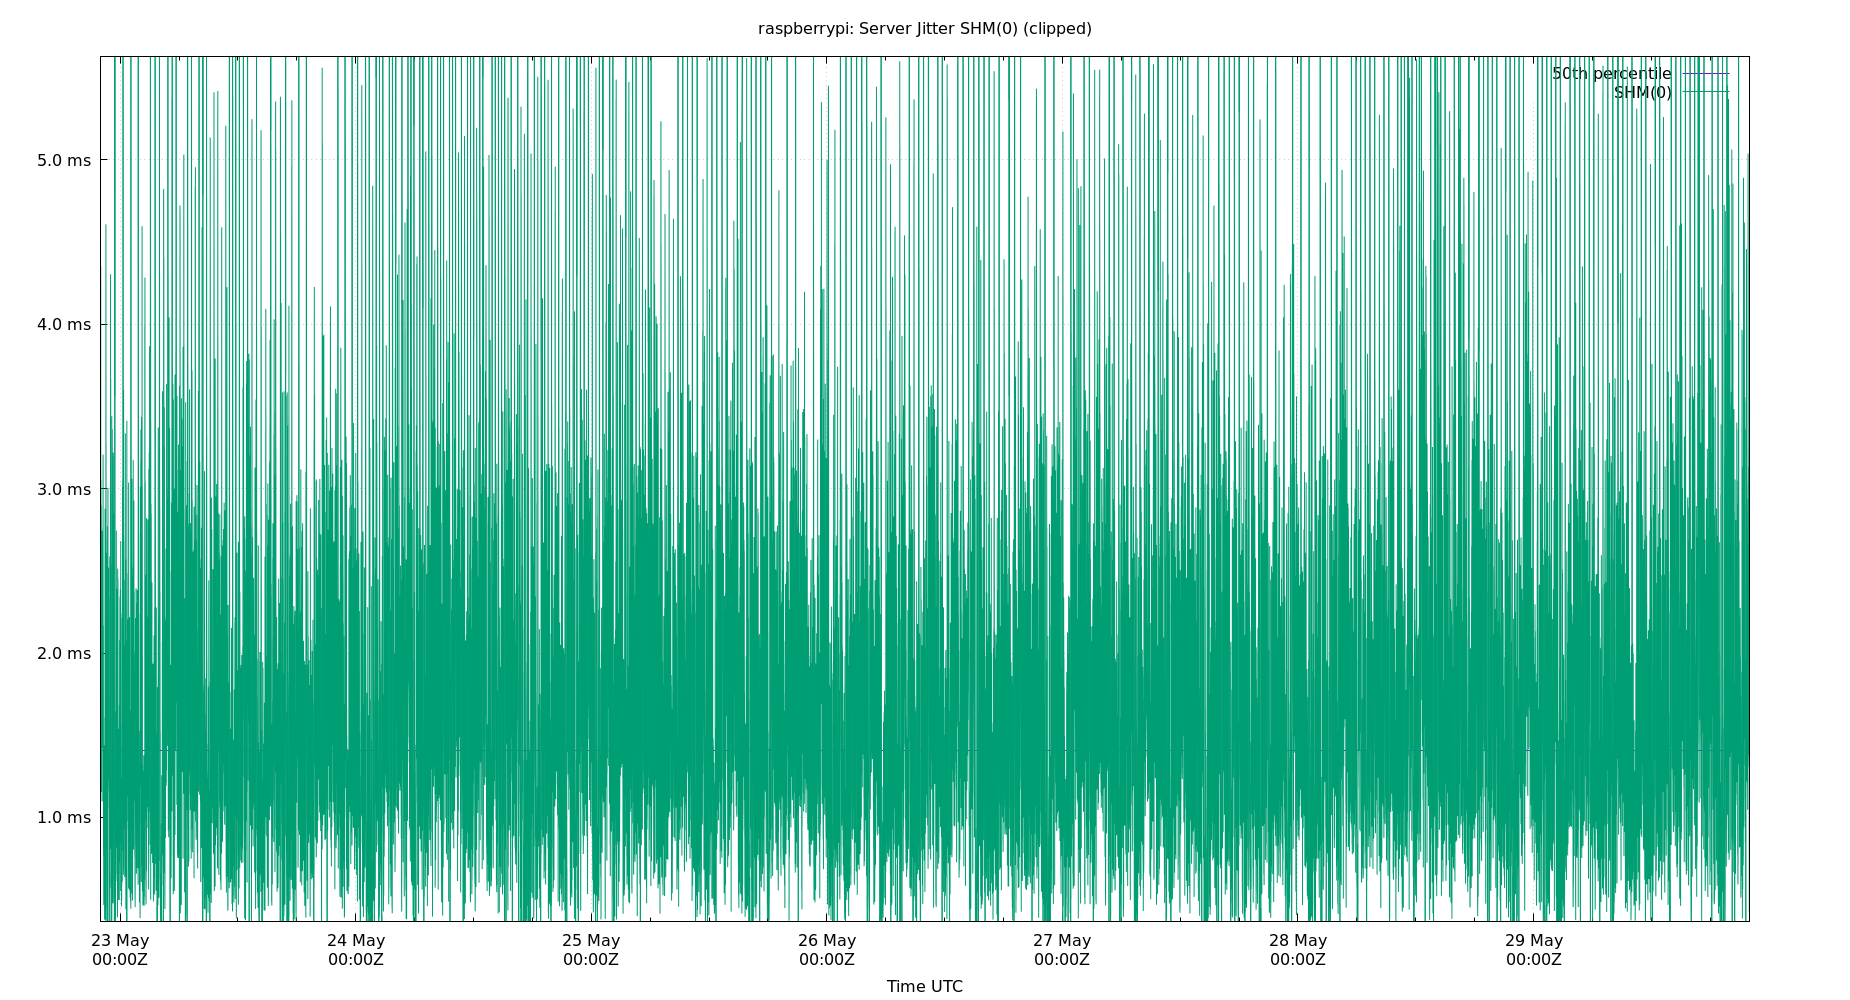 raspberrypi: Server Jitter SHM(0) (clipped)
50th percentile
SHM(0)
5.0 ms
4.0 ms
3.0 ms
2.0 ms
1.0 ms
23 May 24 May 25 May 26 May 27 May 28 May 29 May
00:00Z 00:00Z 00:00Z 00:00Z 00:00Z 00:00Z 00:00Z
Time UTC